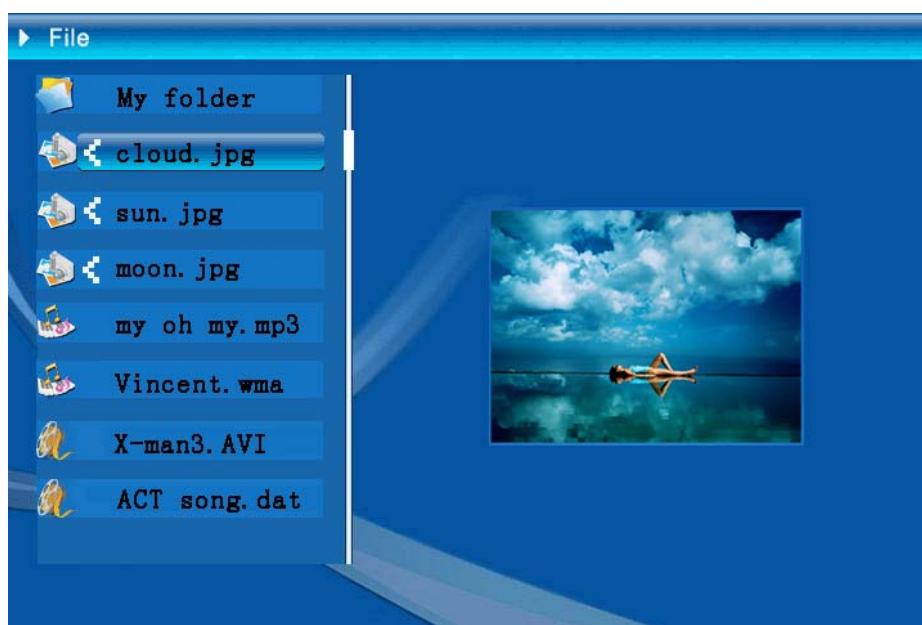 File
My folder
cloud. jpg
sun. jpg
moon. jpg
my oh my. mp3
Vincent. wma
X-man3. AVI
ACT song. dat